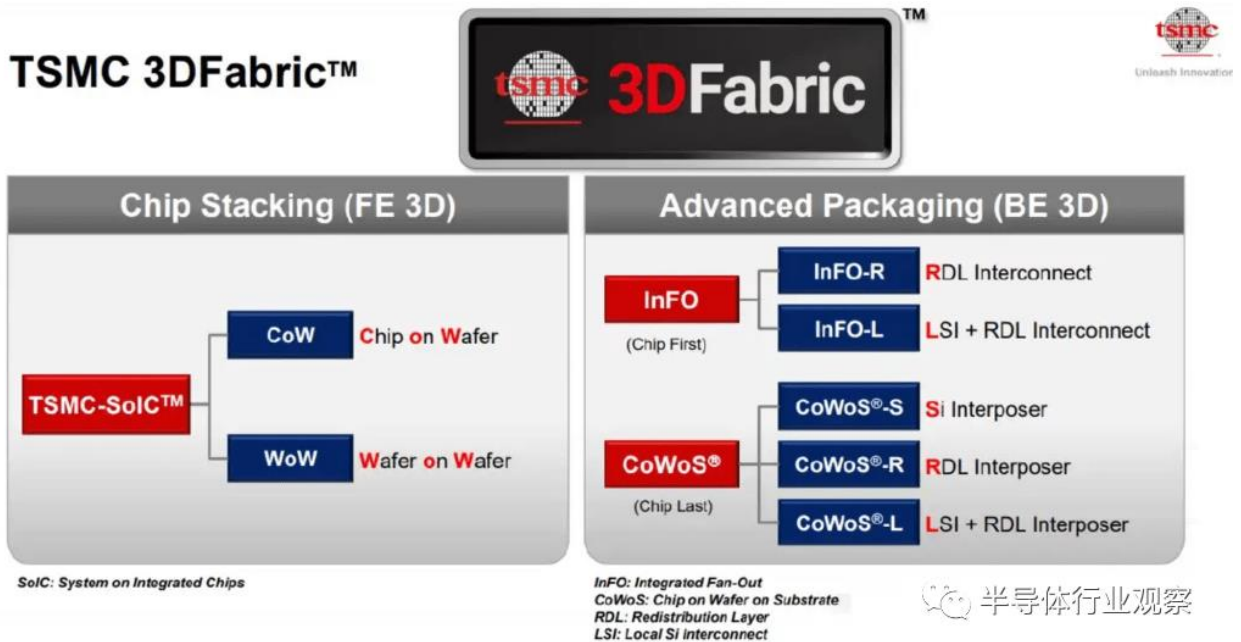 TSMC 3DFabric™
tsmc 3DFabric ™
tsmc
Unleash Innovation
Chip Stacking (FE 3D)
TSMC-SoIC™
CoW
Chip on Wafer
WoW
Wafer on Wafer
SoIC: System on Integrated Chips
Advanced Packaging (BE 3D)
InFO
(Chip First)
InFO-R
RDL Interconnect
InFO-L
LSI + RDL Interconnect
CoWoS®
(Chip Last)
CoWoS®-S
Si Interposer
CoWoS®-R
RDL Interposer
CoWoS®-L
LSI + RDL Interposer
InFO: Integrated Fan-Out
CoWoS: Chip on Wafer on Substrate
RDL: Redistribution Layer
LSI: Local Si interconnect
半导体行业观察